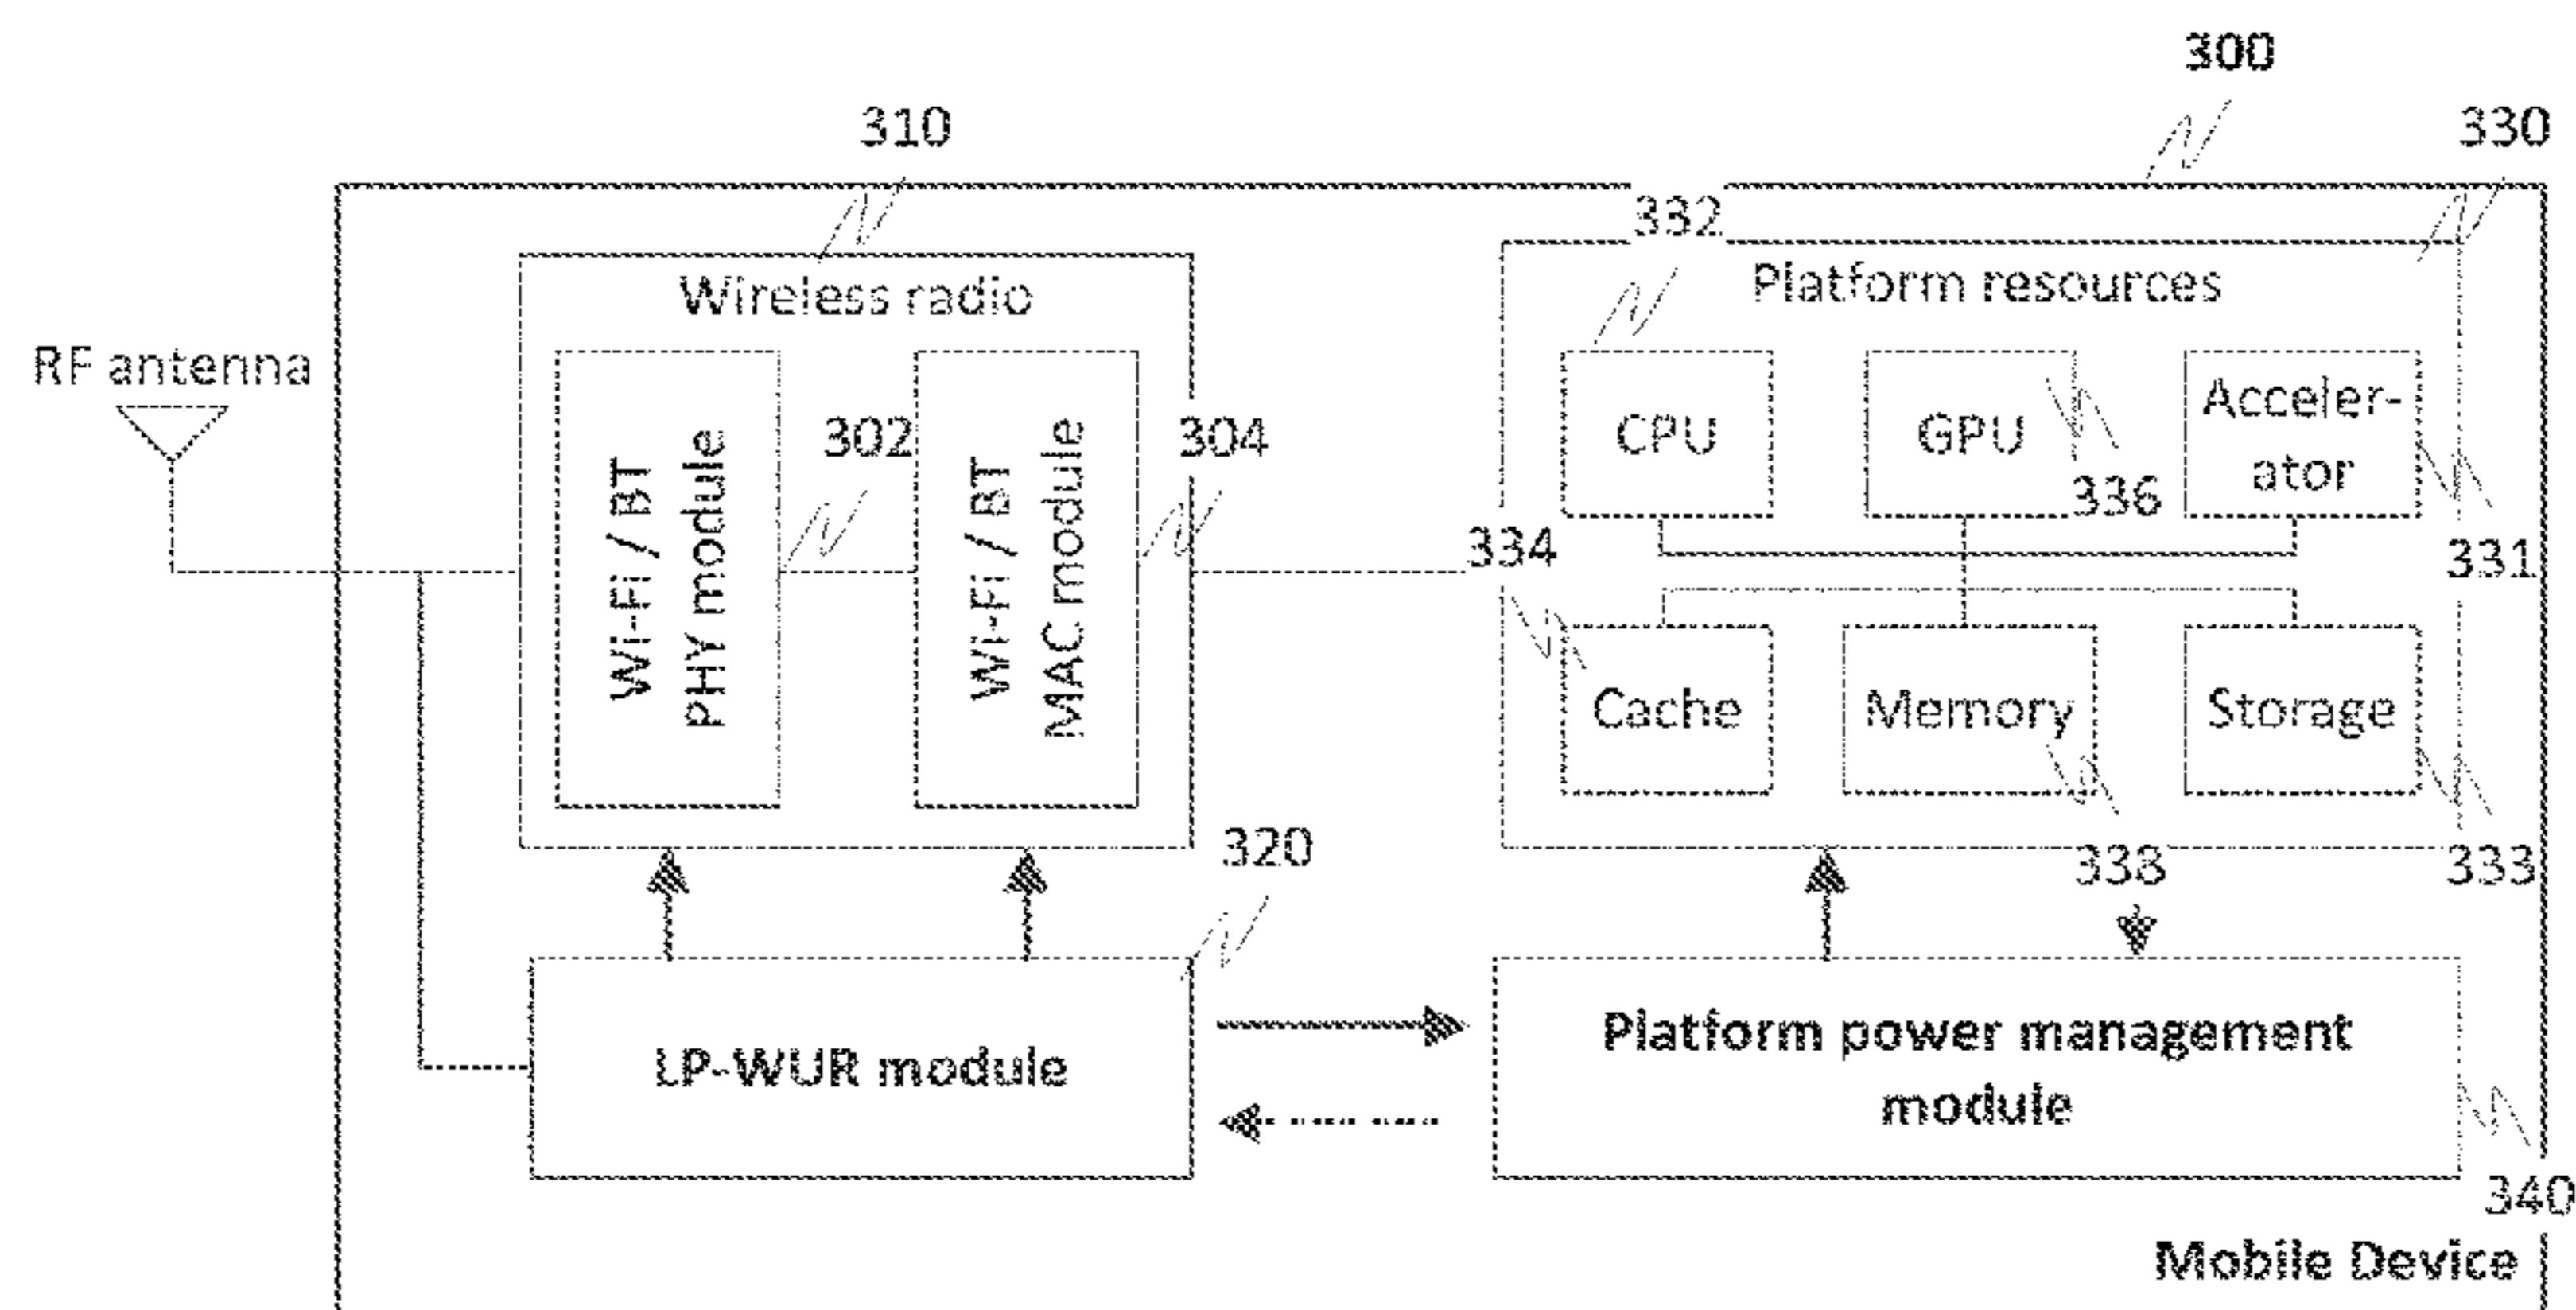 300
310
330
332
Wireless radio
Platform resources
RF antenna
Wi-Fi / BT
PHY module
302
Wi-Fi / BT
MAC module
304
CPU
GPU
Acceler-
ator
336
334
331
Cache
Memory
Storage
320
338
333
LP-WUR module
Platform power management
module
340
Mobile Device